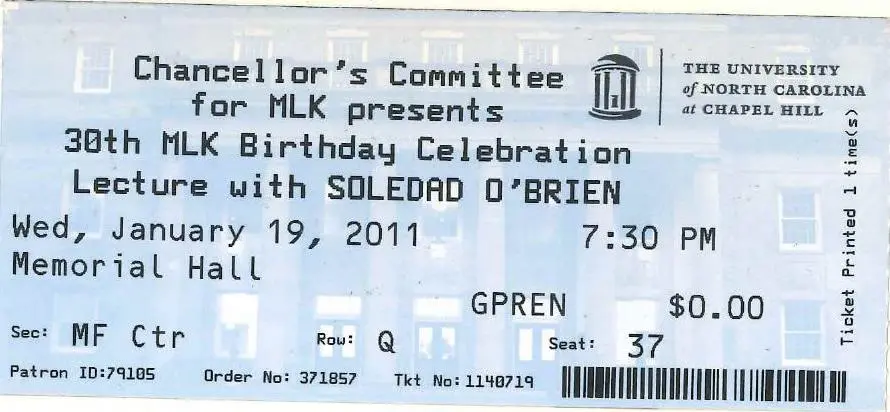 Chancellor's Committee
for MLK presents
30th MLK Birthday Celebration
Lecture with SOLEDAD O'BRIEN
THE UNIVERSITY
of NORTH CAROLINA
at CHAPEL HILL
Wed, January 19, 2011 7:30 PM
Memorial Hall
GPREN $0.00
Sec: MF Ctr Row: Q Seat: 37
Patron ID:79105 Order No: 371857 Tkt No:1140719
Ticket Printed 1 time(s)